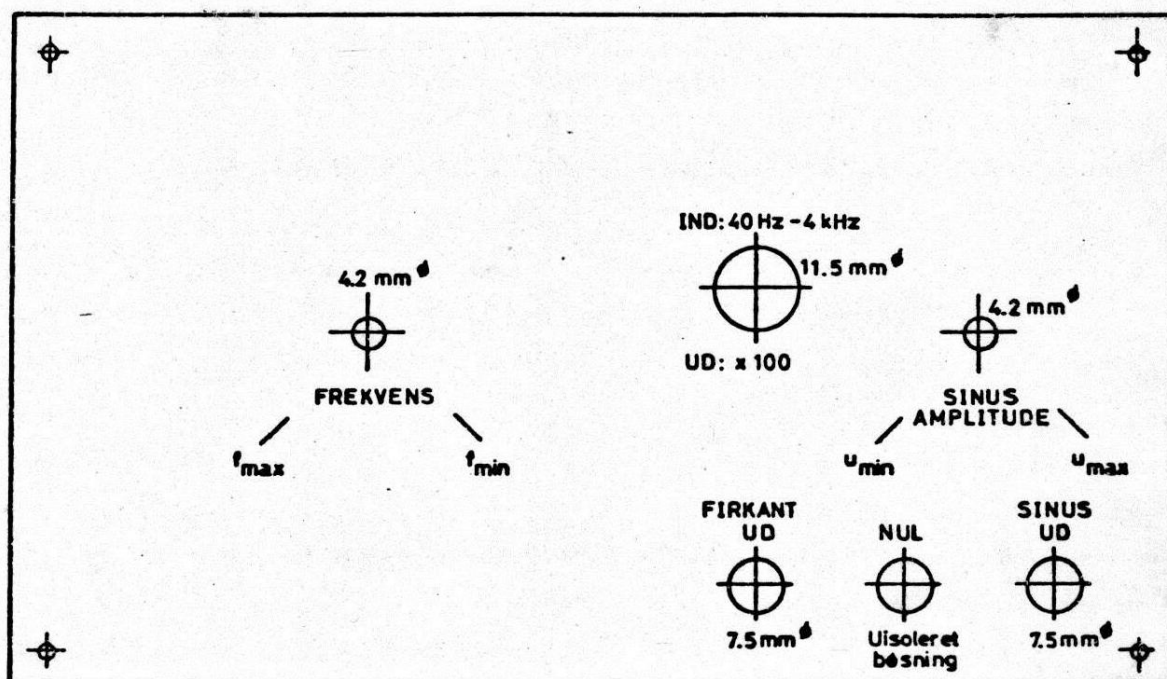 IND: 40 Hz - 4 kHz
11.5 mm ø
4.2 mm ø
4.2 mm ø
UD: x 100
FREKVENS
SINUS
AMPLITUDE
fmax
fmin
umin
umax
FIRKANT
UD
NUL
SINUS
UD
7.5 mm ø
Uisoleret
bøsning
7.5 mm ø